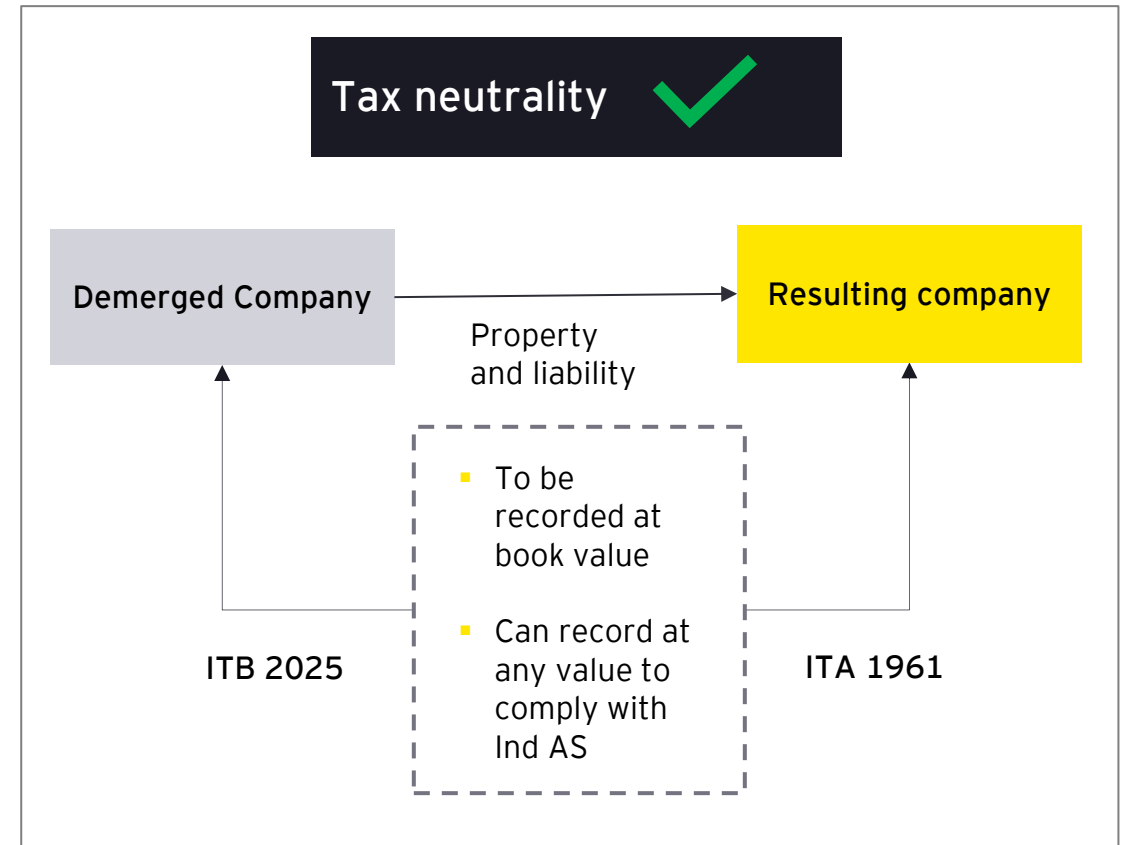 Tax neutrality
Demerged Company
Resulting company
Property
and liability
▪ To be
recorded at
book value
▪ Can record at
any value to
comply with
Ind AS
ITB 2025
ITA 1961